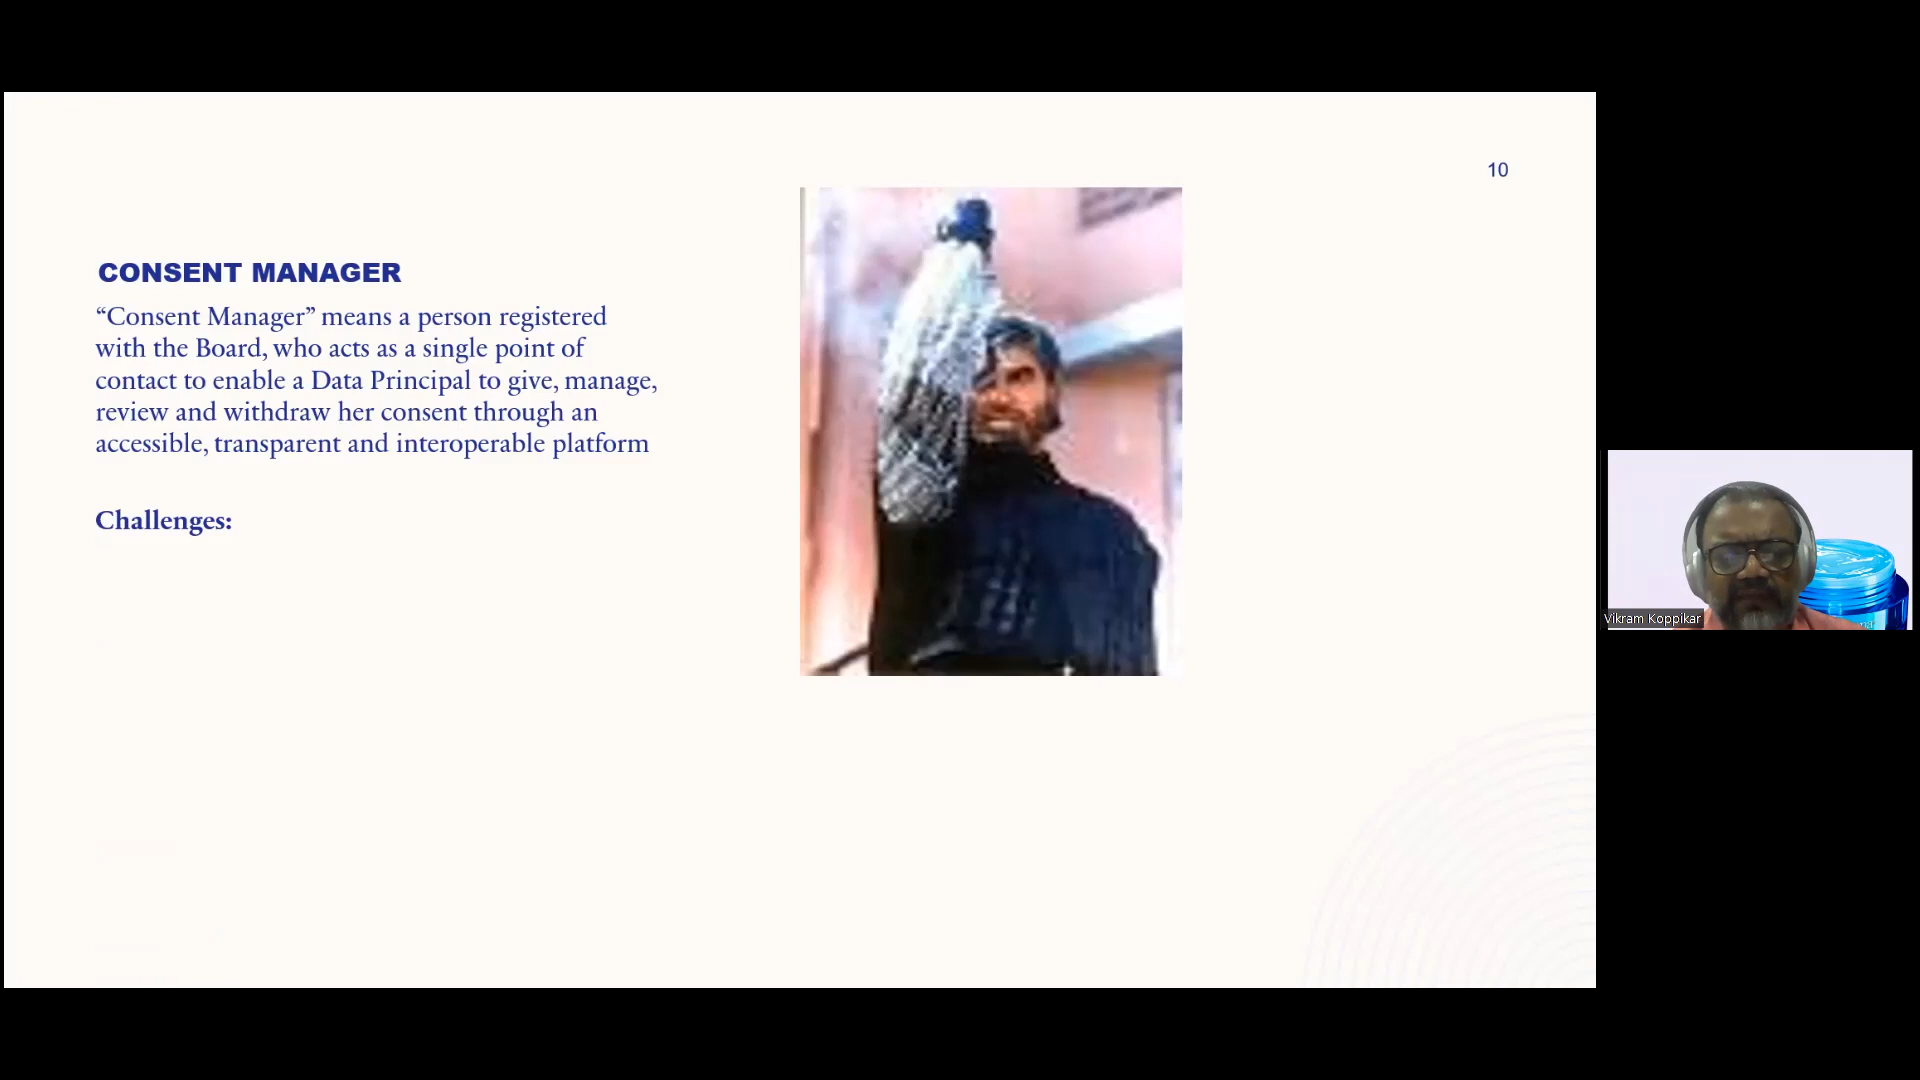 10
CONSENT MANAGER
“Consent Manager” means a person registered
with the Board, who acts as a single point of
contact to enable a Data Principal to give, manage,
review and withdraw her consent through an
accessible, transparent and interoperable platform
Challenges:
Vikram Koppikar